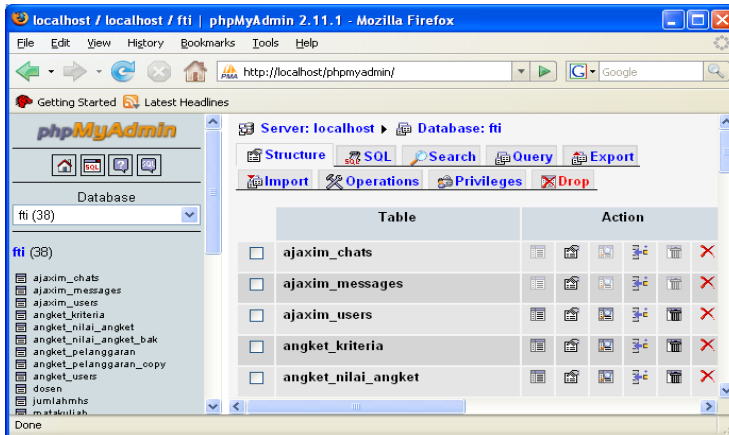 localhost / localhost / fti | phpMyAdmin 2.11.1 - Mozilla Firefox
File Edit View History Bookmarks Tools Help
PMA http://localhost/phpmyadmin/ G Google
Getting Started Latest Headlines
phpMyAdmin
SQL
Database
fti (38)
fti (38)
ajaxim_chats
ajaxim_messages
ajaxim_users
angket_kriteria
angket_nilai_angket
angket_nilai_angket_bak
angket_pelanggaran
angket_pelanggaran_copy
angket_users
dosen
jumlahmhs
matakuliah
Server: localhost Database: fti
Structure SQL Search Query Export
Import Operations Privileges Drop
Table Action
ajaxim_chats
ajaxim_messages
ajaxim_users
angket_kriteria
angket_nilai_angket
Done